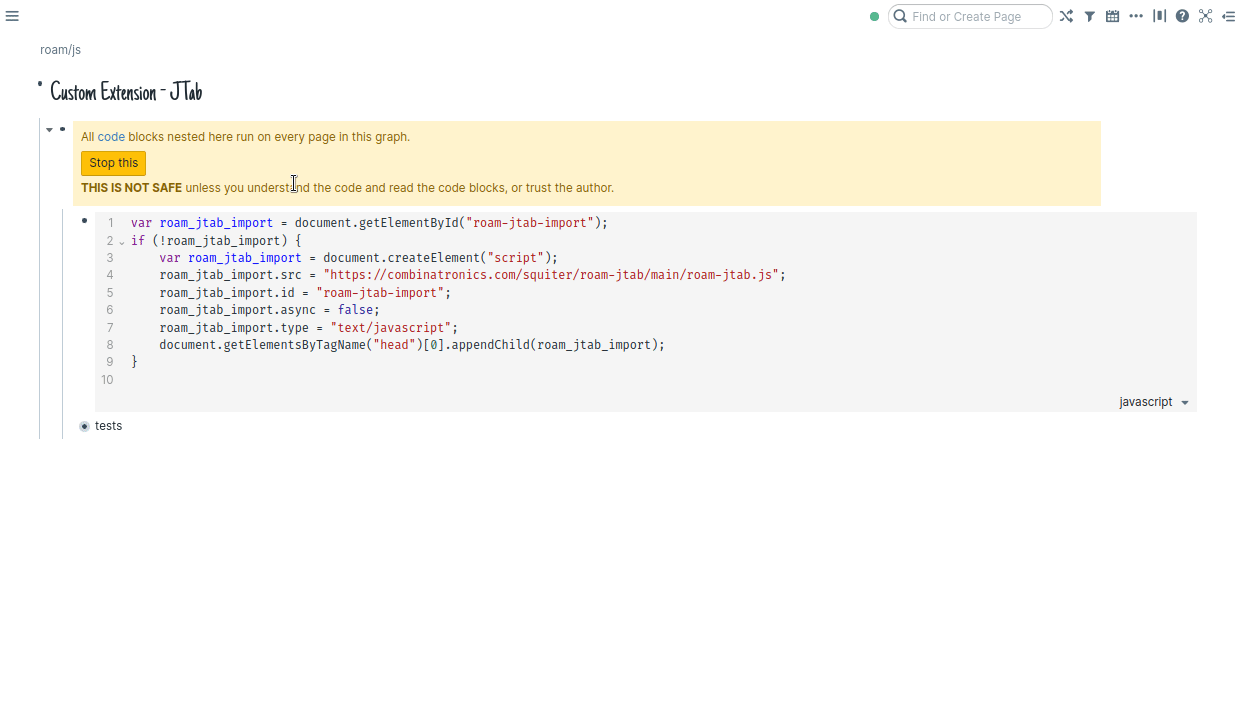 Find or Create Page
roam/js
Custom Extension - JTab
All code blocks nested here run on every page in this graph.
Stop this
THIS IS NOT SAFE unless you understand the code and read the code blocks, or trust the author.
1 var roam_jtab_import = document.getElementById("roam-jtab-import");
2 if (!roam_jtab_import) {
3     var roam_jtab_import = document.createElement("script");
4     roam_jtab_import.src = "https://combinatronics.com/squiter/roam-jtab/main/roam-jtab.js";
5     roam_jtab_import.id = "roam-jtab-import";
6     roam_jtab_import.async = false;
7     roam_jtab_import.type = "text/javascript";
8     document.getElementsByTagName("head")[0].appendChild(roam_jtab_import);
9 }
10
javascript
tests